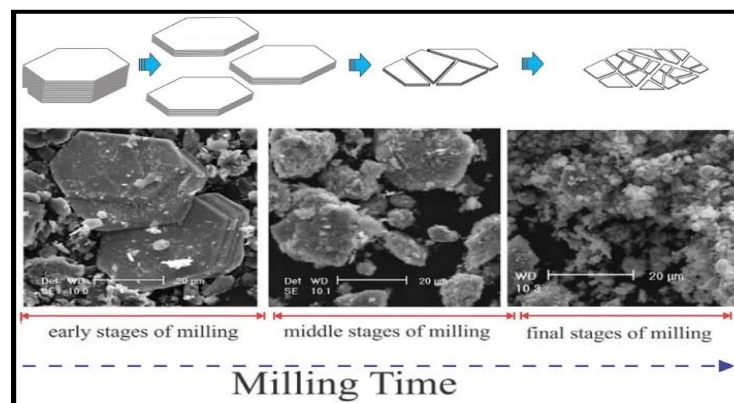 Det WD
SE 10.0
20 µm
Det WD
SE 10.1
20 µm
WD
10.3
20 µm
early stages of milling
middle stages of milling
final stages of milling
Milling Time